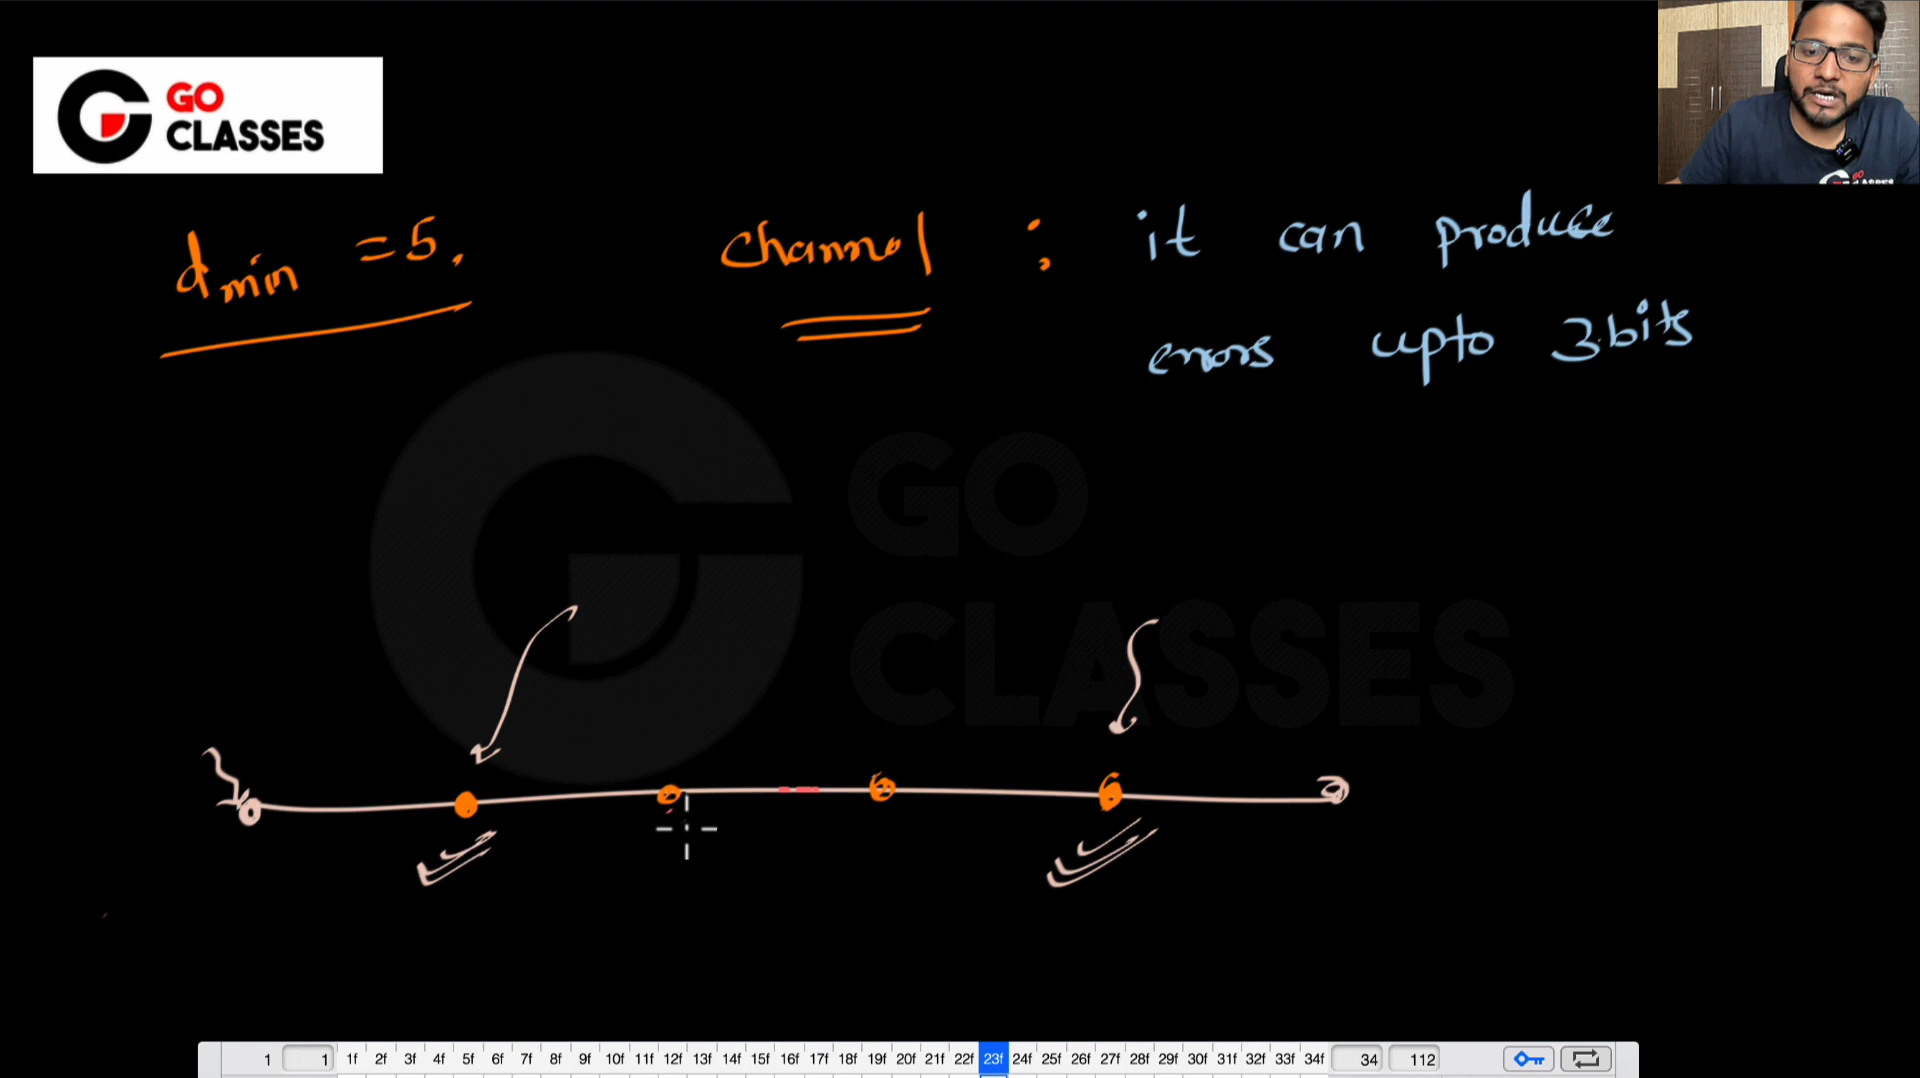 GO
CLASSES
dmin = 5.
channel : it can produce
errors upto 3 bits
GO
CLASSES
1 1 1f 2f 3f 4f 5f 6f 7f 8f 9f 10f 11f 12f 13f 14f 15f 16f 17f 18f 19f 20f 21f 22f 23f 24f 25f 26f 27f 28f 29f 30f 31f 32f 33f 34f 34 112